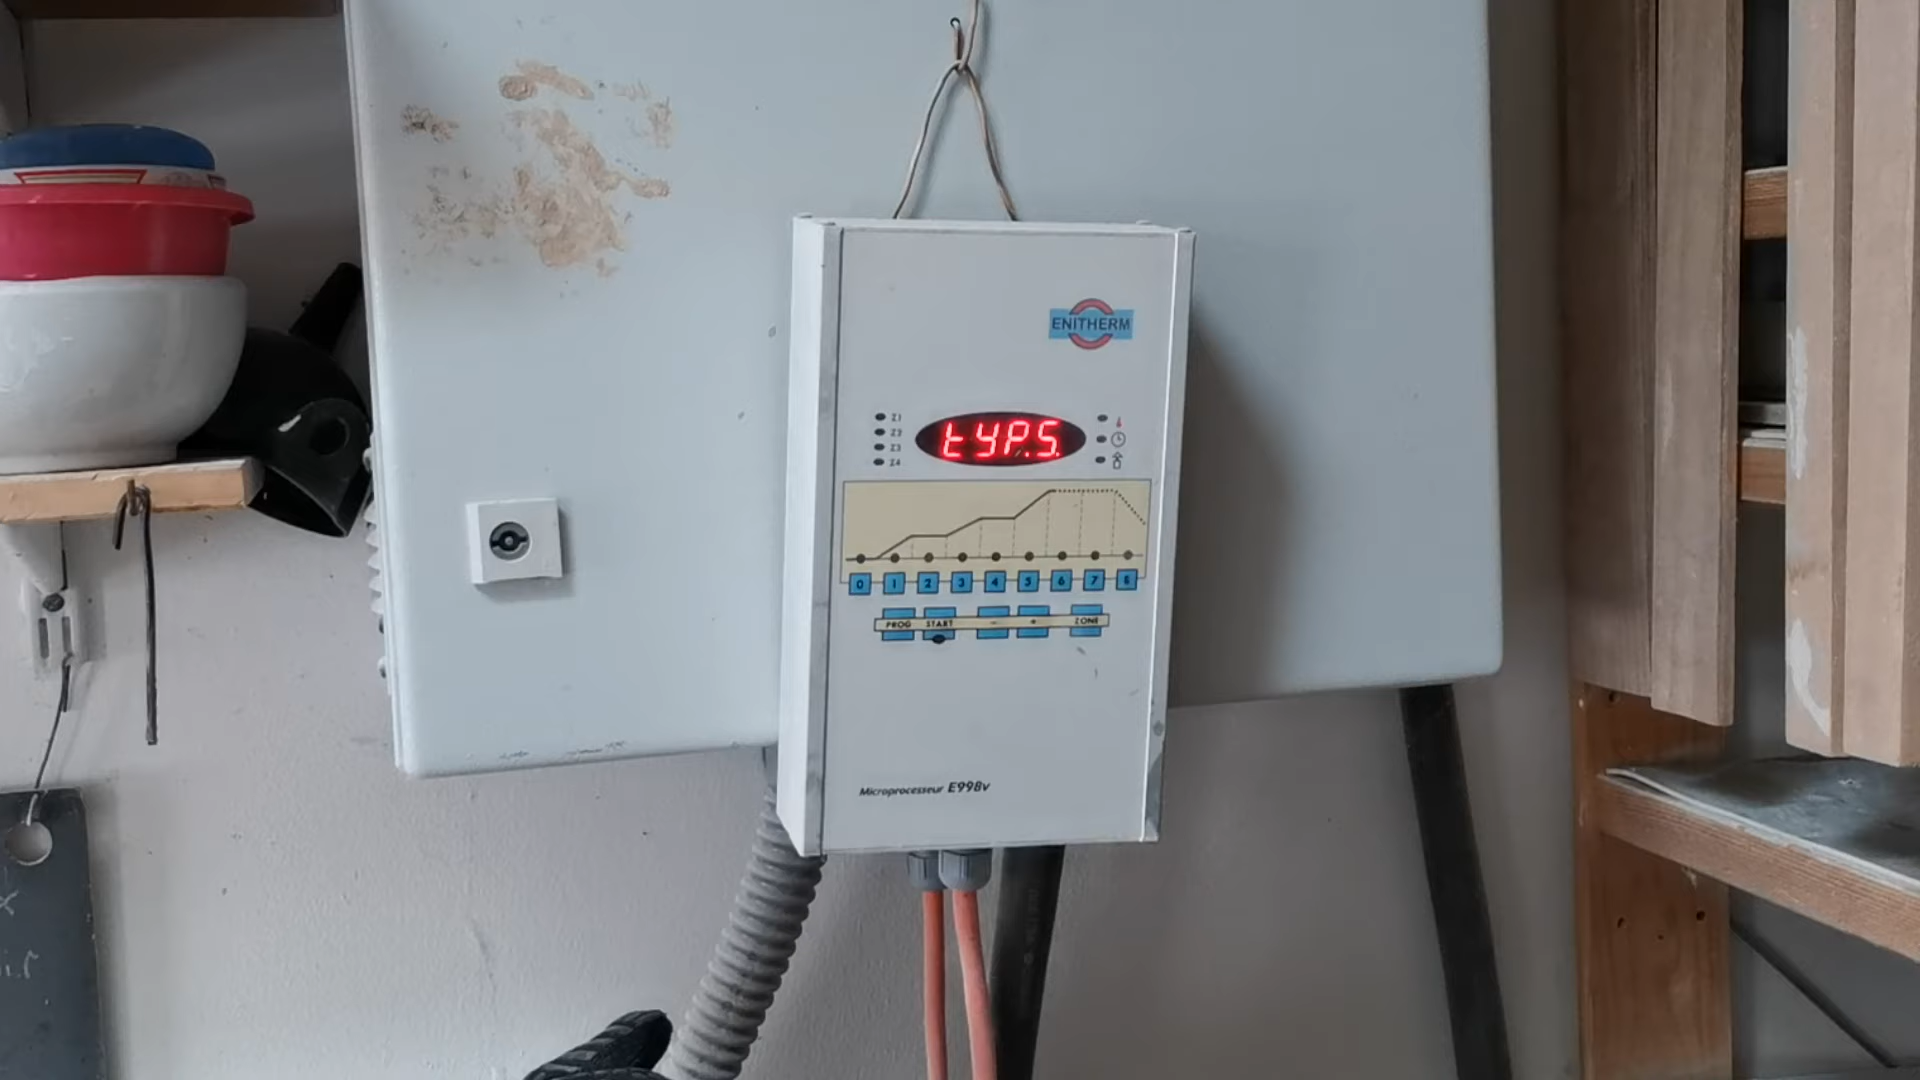 ENITHERM
Z1
Z2
Z3
Z4
tYP.S.
0 1 2 3 4 5 6 7 8
PROG START - + ZONE
Microprocesseur E998v